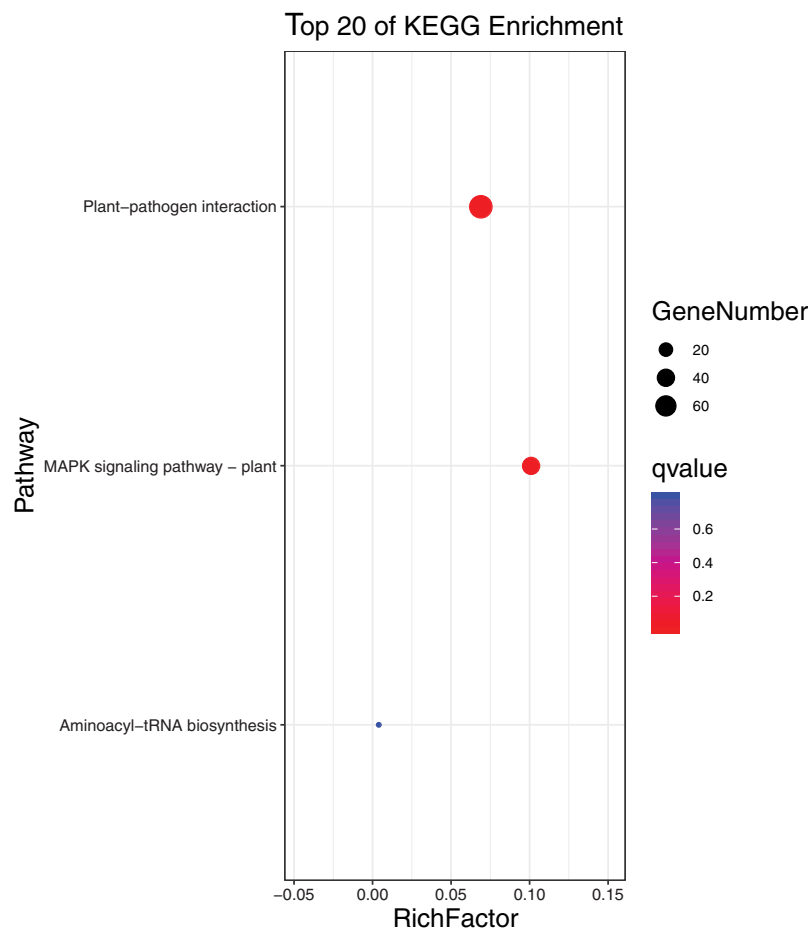 Top 20 of KEGG Enrichment
Plant−pathogen interaction
MAPK signaling pathway − plant
Aminoacyl−tRNA biosynthesis
Pathway
−0.05 0.00 0.05 0.10 0.15
RichFactor
GeneNumber
20
40
60
qvalue
0.6
0.4
0.2